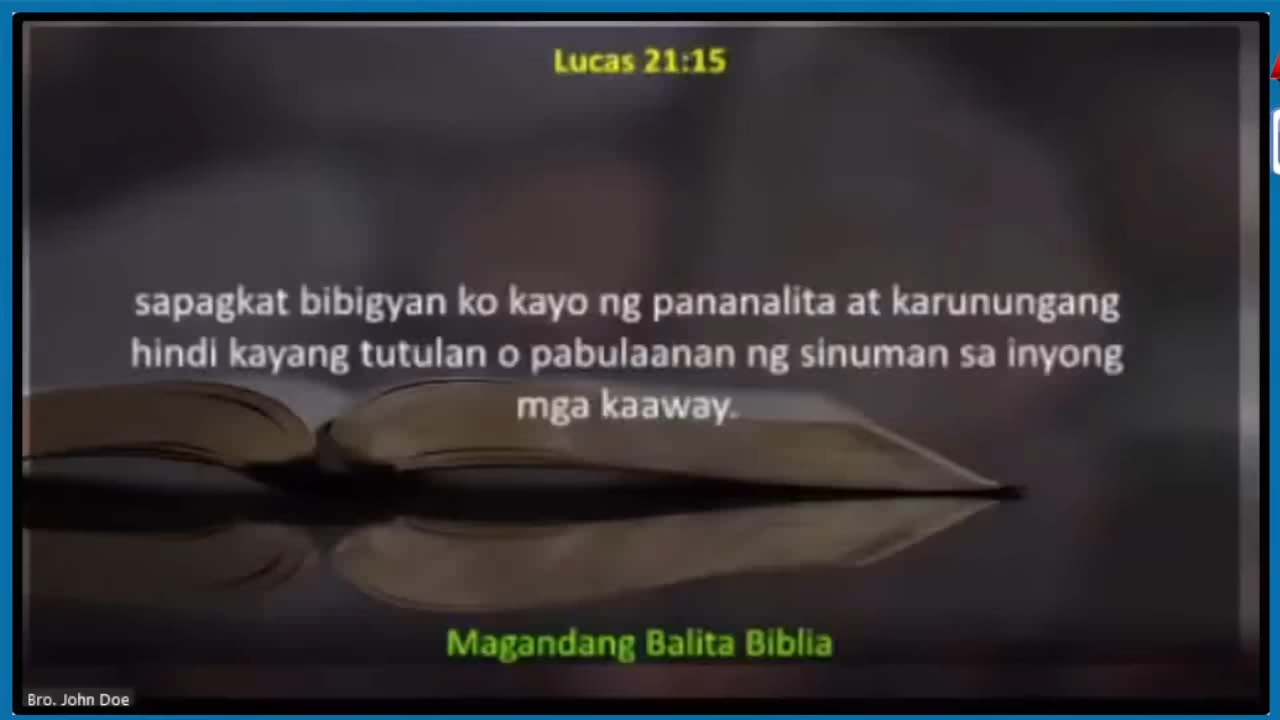 Lucas 21:15
sapagkat bibigyan ko kayo ng pananalita at karunungang
hindi kayang tutulan o pabulaanan ng sinuman sa inyong
mga kaaway.
Magandang Balita Biblia
Bro. John Doe